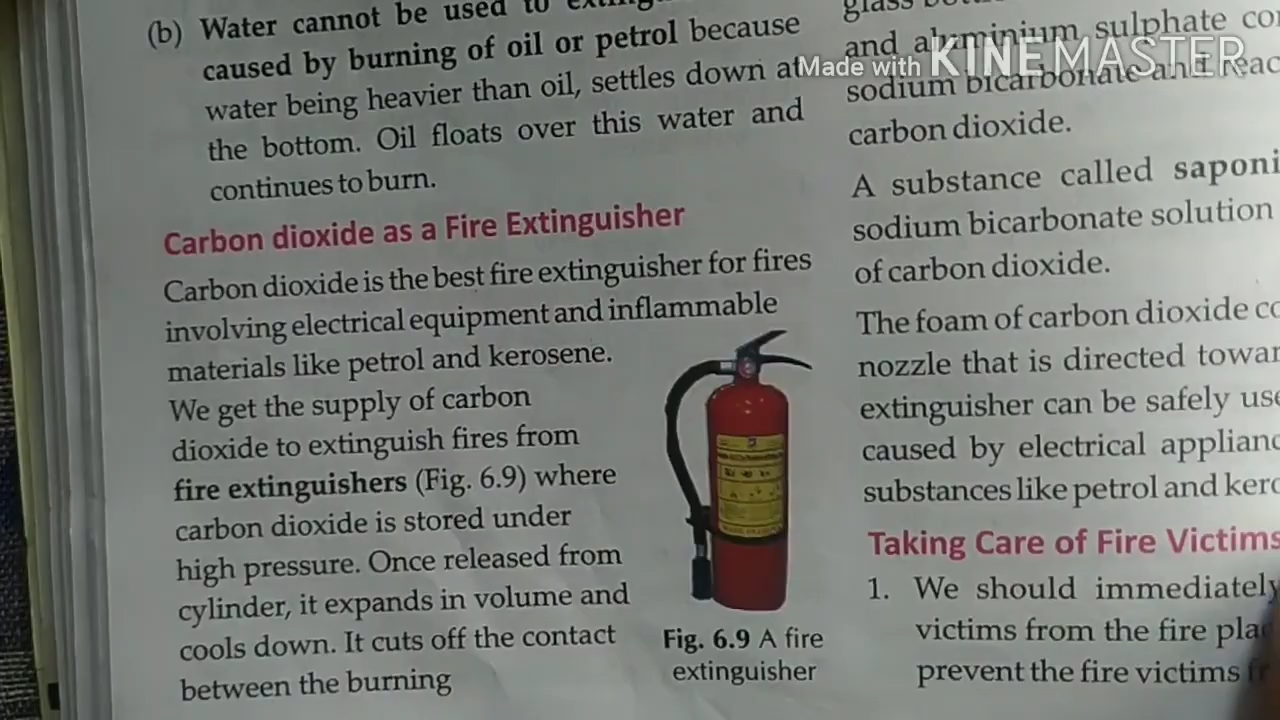 (b) Water cannot be used to
caused by burning of oil or petrol because
water being heavier than oil, settles down at
the bottom. Oil floats over this water and
continues to burn.
Carbon dioxide as a Fire Extinguisher
Carbon dioxide is the best fire extinguisher for fires
involving electrical equipment and inflammable
materials like petrol and kerosene.
We get the supply of carbon
dioxide to extinguish fires from
fire extinguishers (Fig. 6.9) where
carbon dioxide is stored under
high pressure. Once released from
cylinder, it expands in volume and
cools down. It cuts off the contact
between the burning
Fig. 6.9 A fire
extinguisher
glass
and aluminium sulphate
sodium bicarbonate and
carbon dioxide.
A substance called
sodium bicarbonate solution
of carbon dioxide.
The foam of carbon dioxide
nozzle that is directed
extinguisher can be safely
caused by electrical
substances like petrol and
Taking Care of Fire Victims
1. We should immediately
victims from the fire
prevent the fire victims
Made with KINEMASTER